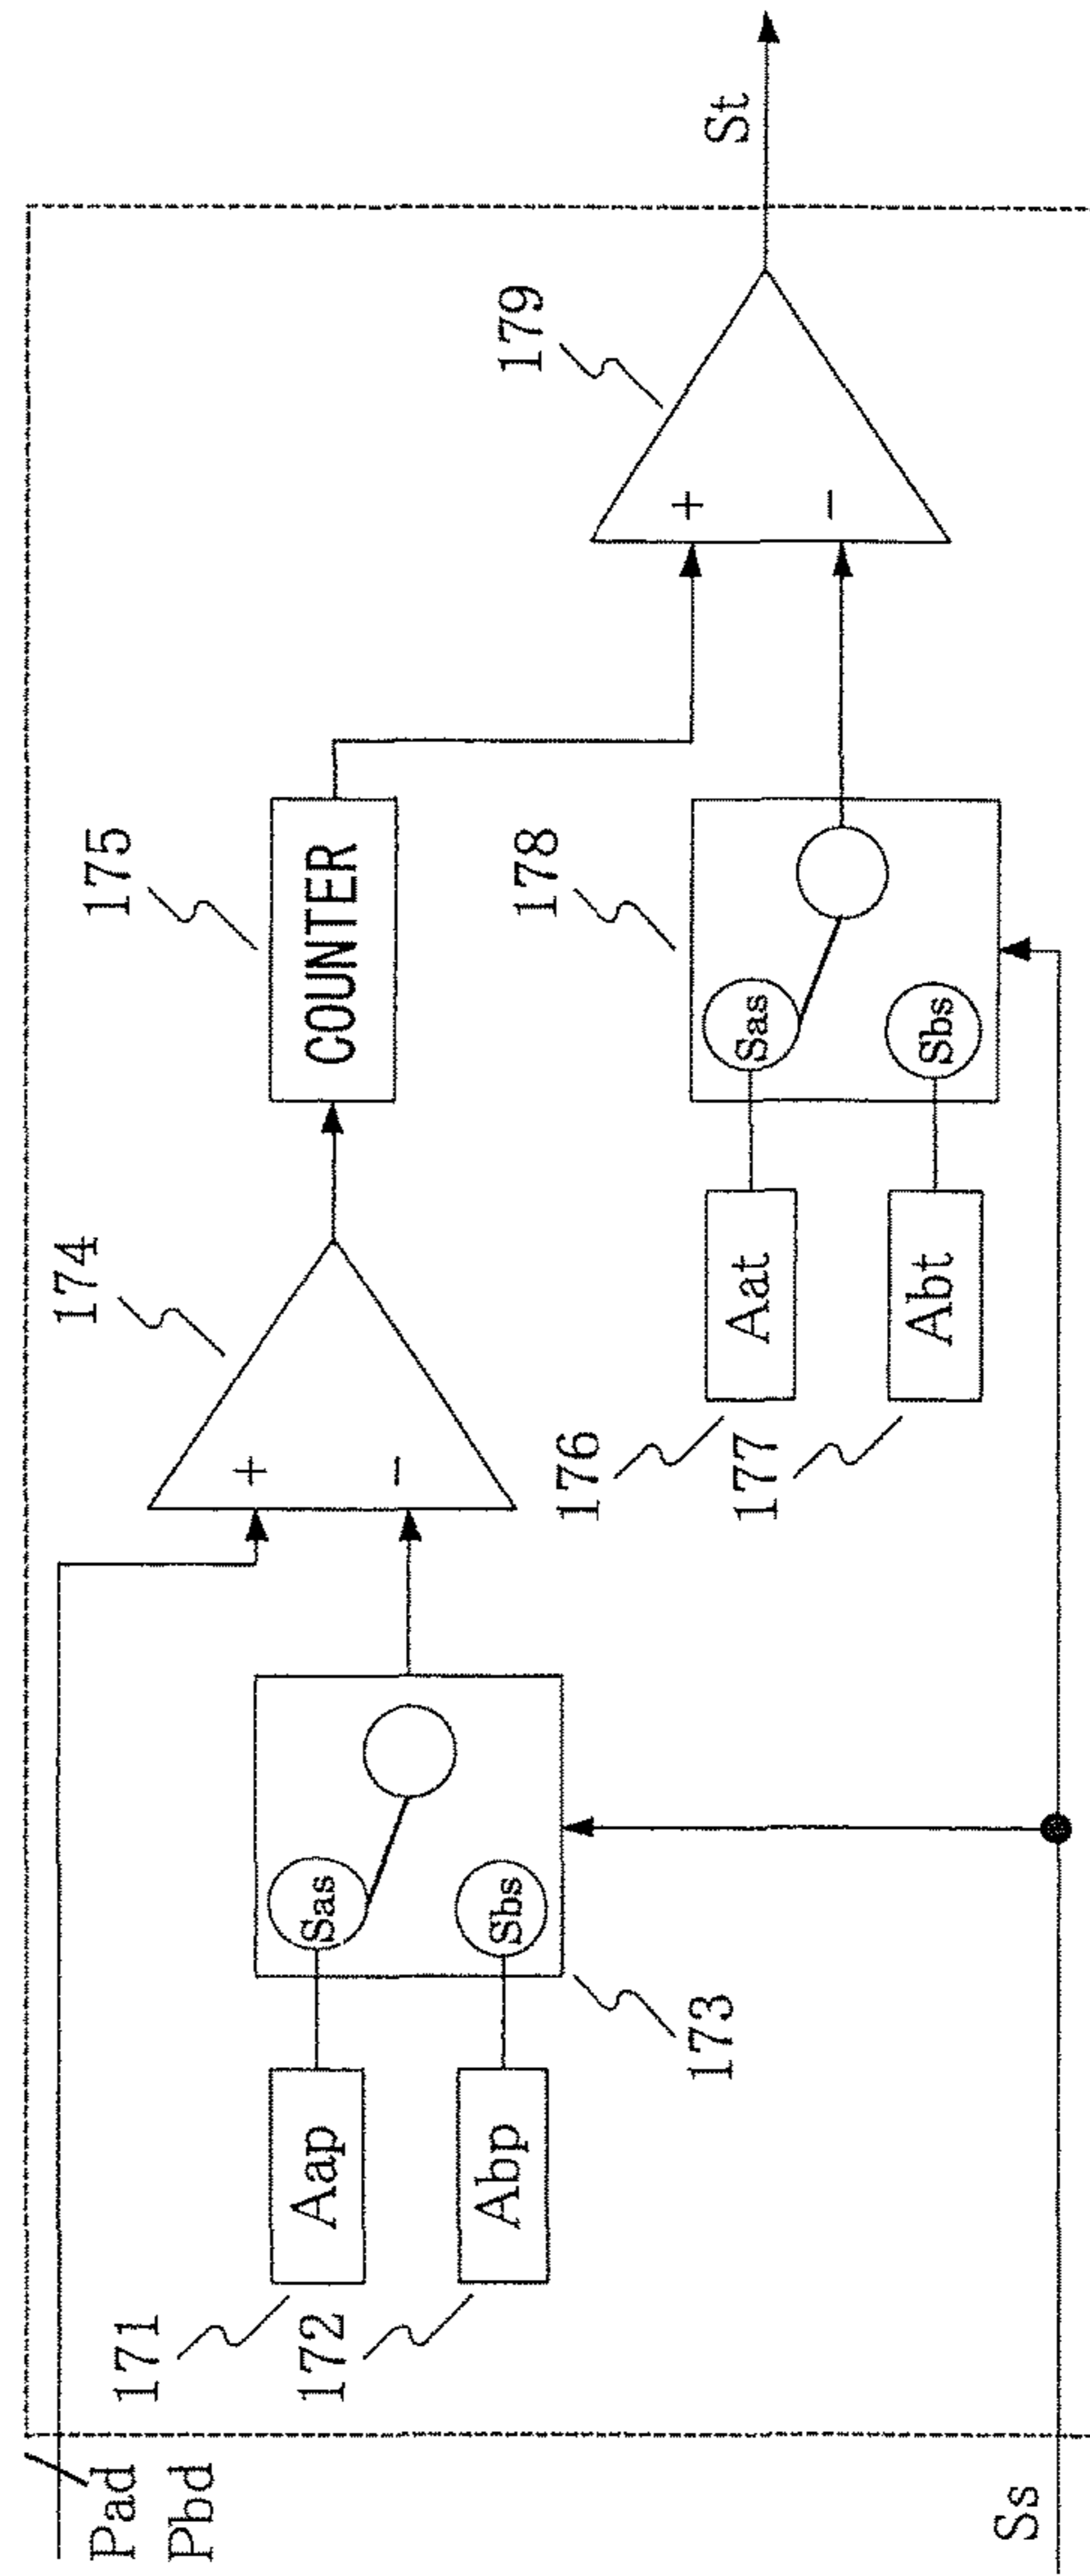 St
179
175
COUNTER
+
−
174
178
Sas
Sbs
+
−
Aat
Abt
176
177
Sas
Sbs
173
Aap
Abp
171
172
Pad
Pbd
Ss